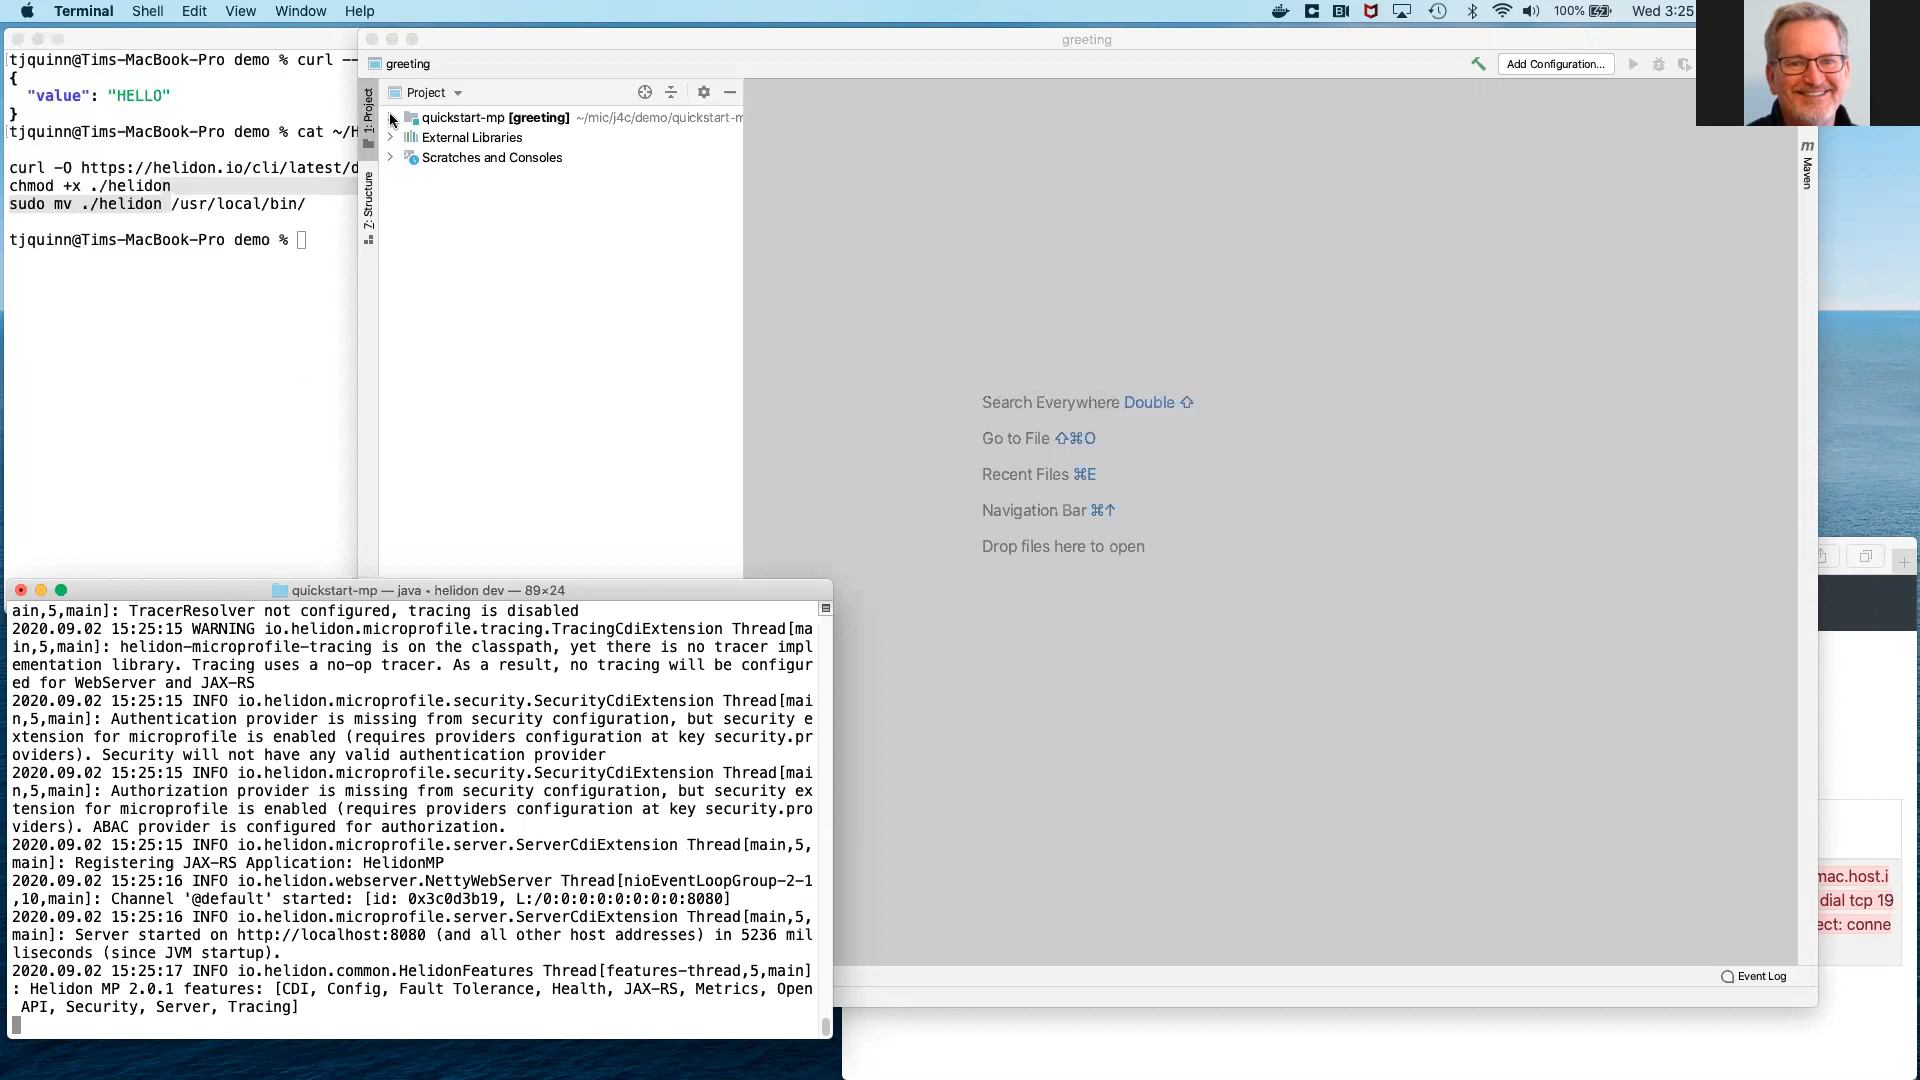 Terminal Shell Edit View Window Help 100% Wed 3:25
tjquinn@Tims-MacBook-Pro demo % curl --
{
"value": "HELLO"
}
tjquinn@Tims-MacBook-Pro demo % cat ~/H
curl -O https://helidon.io/cli/latest/d
chmod +x ./helidon
sudo mv ./helidon /usr/local/bin/
tjquinn@Tims-MacBook-Pro demo %
greeting
greeting
Add Configuration...
1: Project
Z: Structure
Project
quickstart-mp [greeting] ~/mic/j4c/demo/quickstart-m
External Libraries
Scratches and Consoles
m Maven
Search Everywhere Double ⇧
Go to File ⇧⌘O
Recent Files ⌘E
Navigation Bar ⌘↑
Drop files here to open
Event Log
quickstart-mp — java • helidon dev — 89×24
ain,5,main]: TracerResolver not configured, tracing is disabled
2020.09.02 15:25:15 WARNING io.helidon.microprofile.tracing.TracingCdiExtension Thread[ma
in,5,main]: helidon-microprofile-tracing is on the classpath, yet there is no tracer impl
ementation library. Tracing uses a no-op tracer. As a result, no tracing will be configur
ed for WebServer and JAX-RS
2020.09.02 15:25:15 INFO io.helidon.microprofile.security.SecurityCdiExtension Thread[mai
n,5,main]: Authentication provider is missing from security configuration, but security e
xtension for microprofile is enabled (requires providers configuration at key security.pr
oviders). Security will not have any valid authentication provider
2020.09.02 15:25:15 INFO io.helidon.microprofile.security.SecurityCdiExtension Thread[mai
n,5,main]: Authorization provider is missing from security configuration, but security ex
tension for microprofile is enabled (requires providers configuration at key security.pro
viders). ABAC provider is configured for authorization.
2020.09.02 15:25:15 INFO io.helidon.microprofile.server.ServerCdiExtension Thread[main,5,
main]: Registering JAX-RS Application: HelidonMP
2020.09.02 15:25:16 INFO io.helidon.webserver.NettyWebServer Thread[nioEventLoopGroup-2-1
,10,main]: Channel '@default' started: [id: 0x3c0d3b19, L:/0:0:0:0:0:0:0:0:8080]
2020.09.02 15:25:16 INFO io.helidon.microprofile.server.ServerCdiExtension Thread[main,5,
main]: Server started on http://localhost:8080 (and all other host addresses) in 5236 mil
liseconds (since JVM startup).
2020.09.02 15:25:17 INFO io.helidon.common.HelidonFeatures Thread[features-thread,5,main]
: Helidon MP 2.0.1 features: [CDI, Config, Fault Tolerance, Health, JAX-RS, Metrics, Open
API, Security, Server, Tracing]
mac.host.i
dial tcp 19
ect: conne